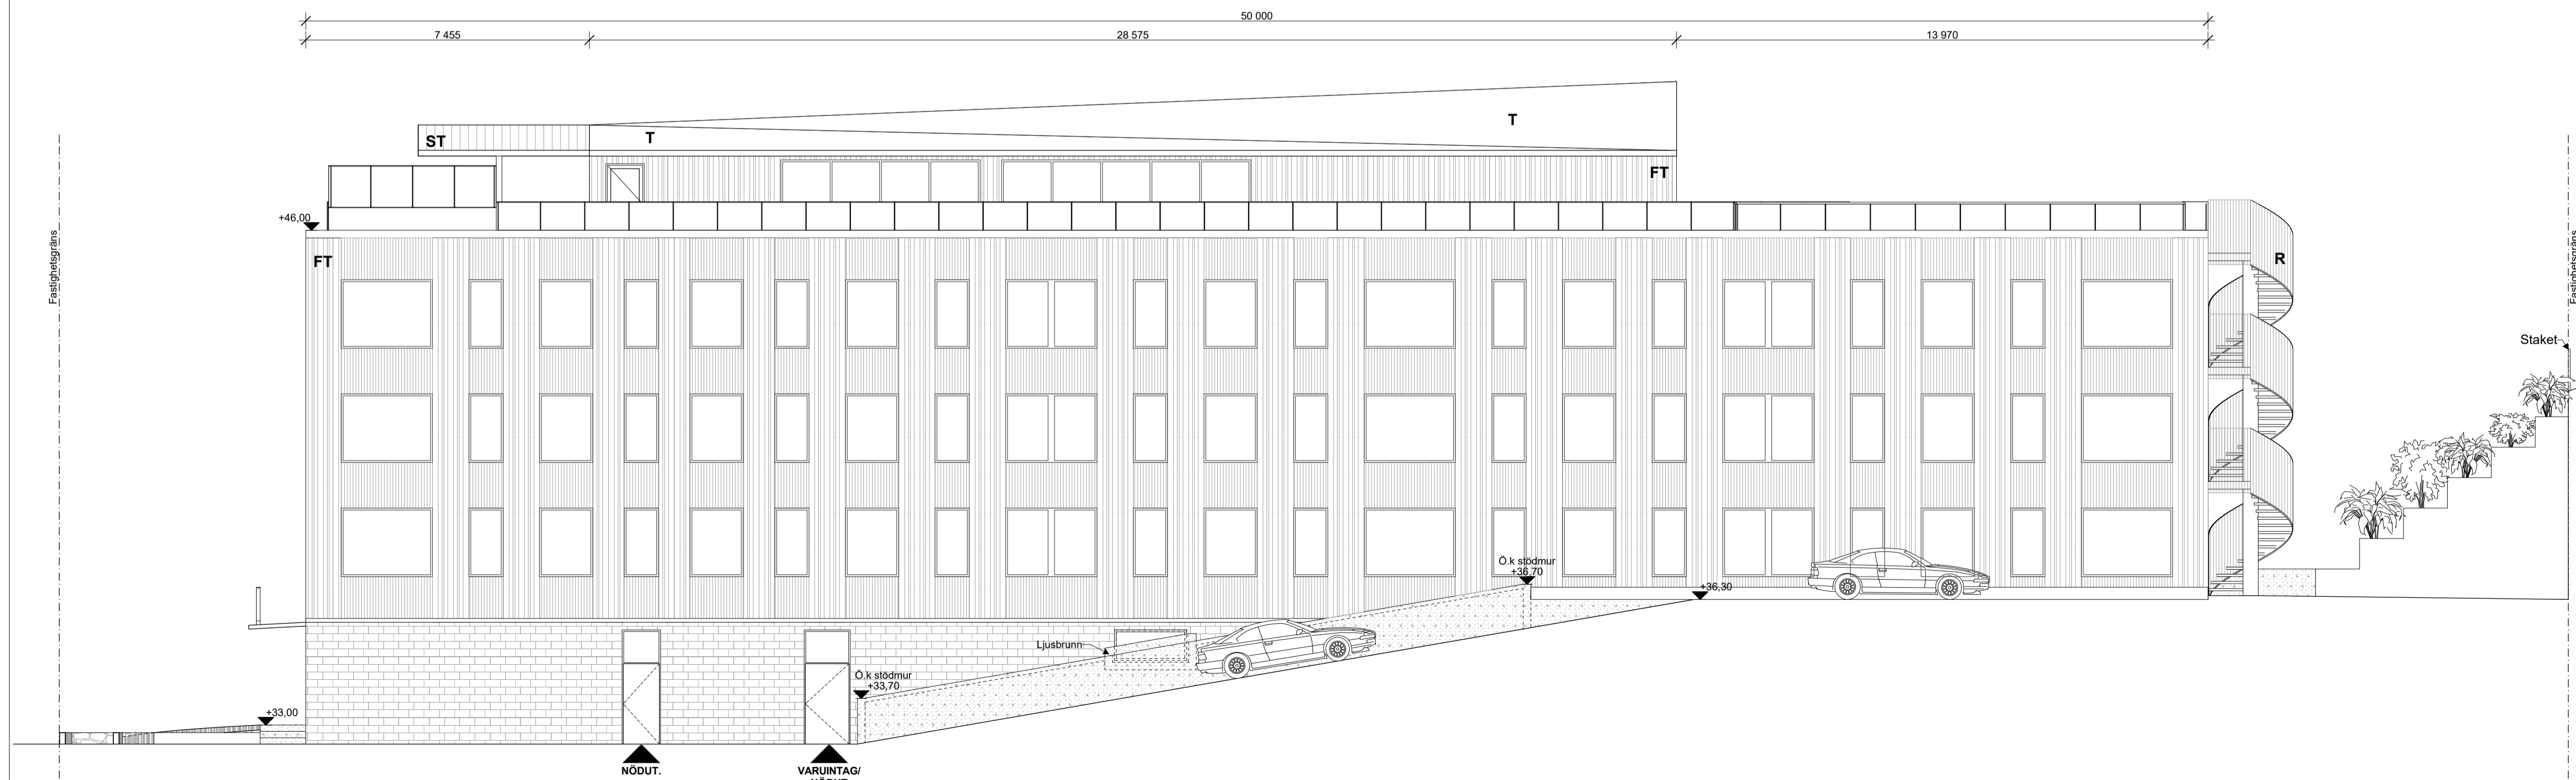 50 000
7 455
28 575
13 970
ST
T
T
FT
+46,00
FT
R
Fastighetsgräns
Fastighetsgräns
Staket
Ö.k stödmur
+36,70
+36,30
Ljusbrunn
Ö.k stödmur
+33,70
+33,00
NÖDUT.
VARUINTAG/
NÖDUT.